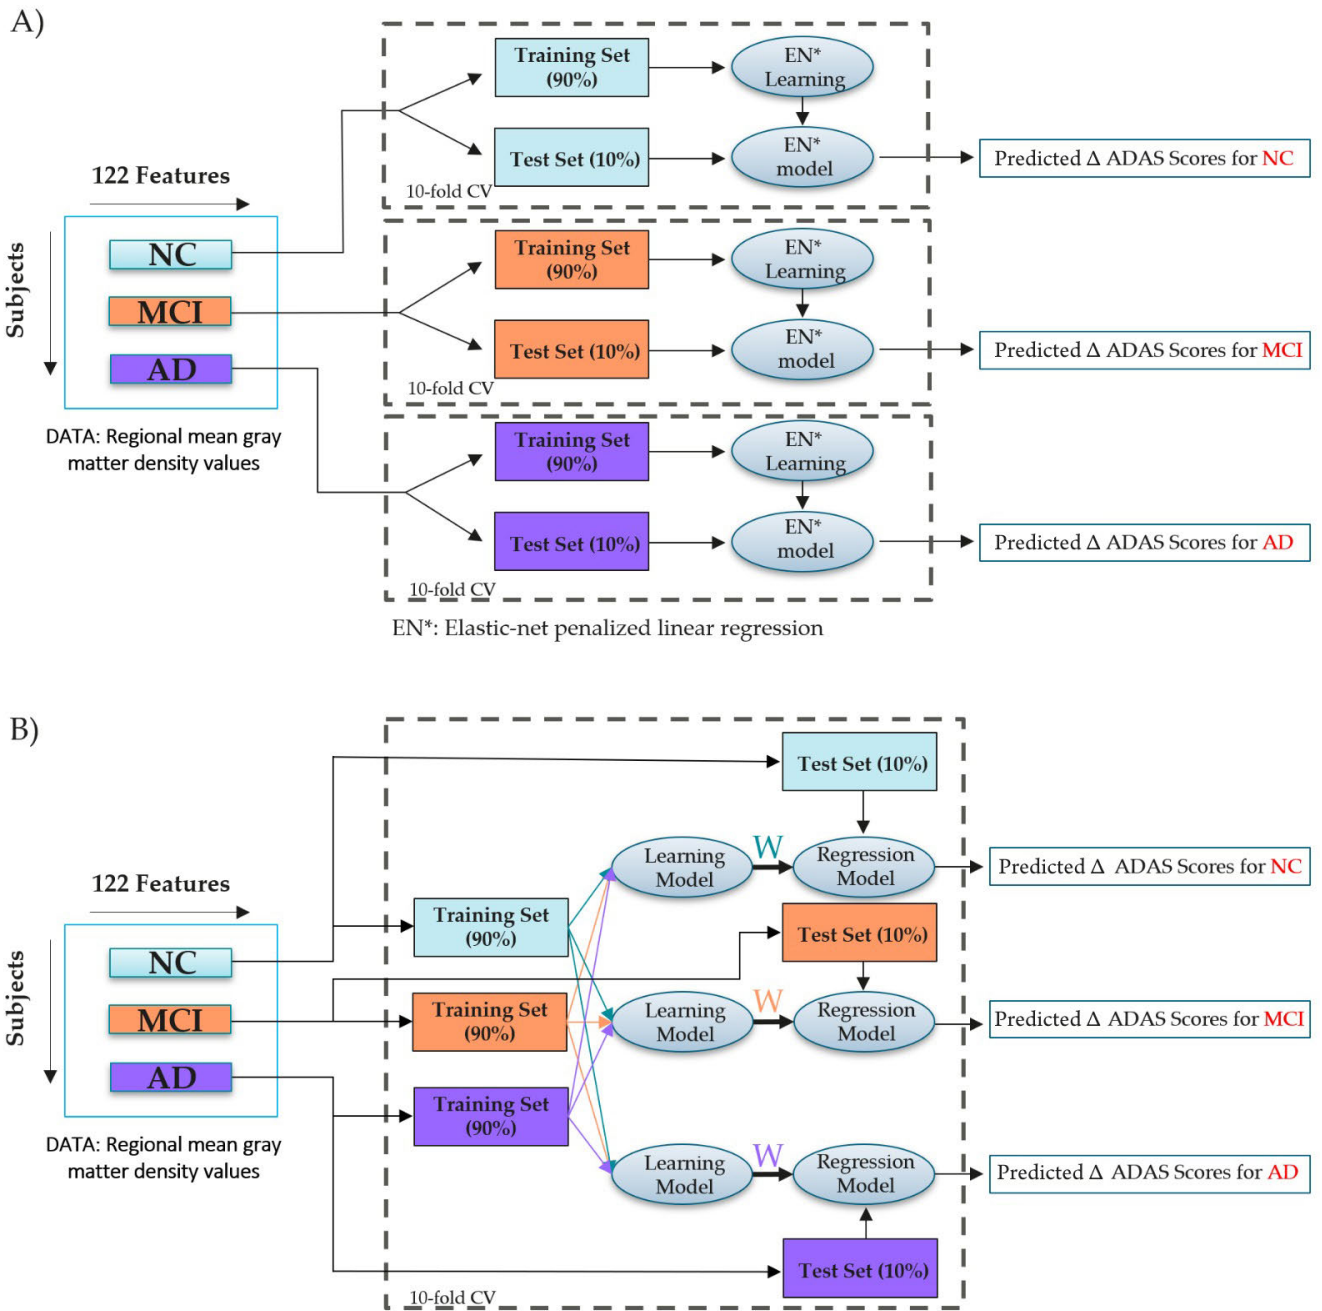 A)
122 Features
Subjects
NC
MCI
AD
DATA: Regional mean gray
matter density values
Training Set
(90%)
EN*
Learning
Test Set (10%)
EN*
model
10-fold CV
Predicted Δ ADAS Scores for NC
Training Set
(90%)
EN*
Learning
Test Set (10%)
EN*
model
10-fold CV
Predicted Δ ADAS Scores for MCI
Training Set
(90%)
EN*
Learning
Test Set (10%)
EN*
model
10-fold CV
Predicted Δ ADAS Scores for AD
EN*: Elastic-net penalized linear regression
B)
122 Features
Subjects
NC
MCI
AD
DATA: Regional mean gray
matter density values
Test Set (10%)
Learning
Model
W
Regression
Model
Predicted Δ ADAS Scores for NC
Training Set
(90%)
Test Set (10%)
Training Set
(90%)
Learning
Model
W
Regression
Model
Predicted Δ ADAS Scores for MCI
Training Set
(90%)
Learning
Model
W
Regression
Model
Predicted Δ ADAS Scores for AD
Test Set (10%)
10-fold CV